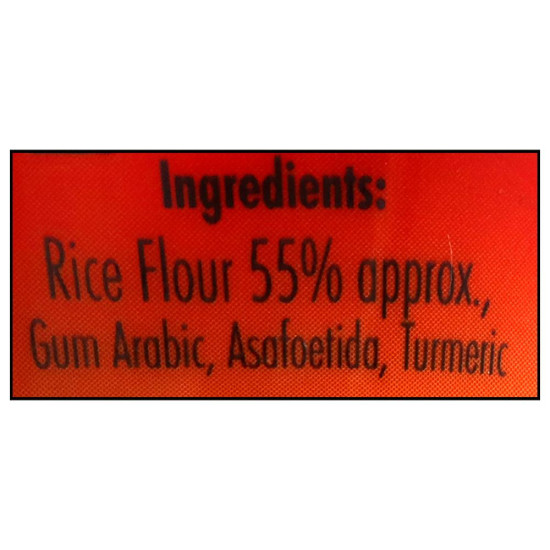 Ingredients:
Rice Flour 55% approx.,
Gum Arabic, Asafoetida, Turmeric